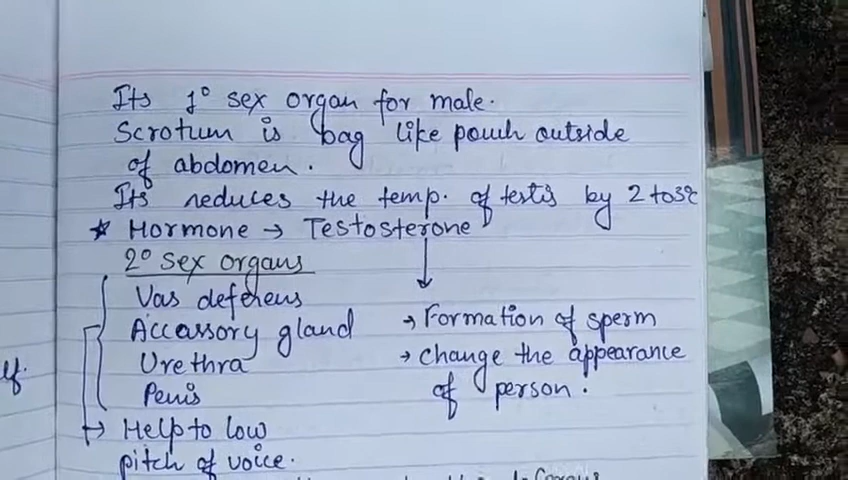 Its 1° sex organ for male.
Scrotum is bag like pouch outside
of abdomen.
Its reduces the temp. of testis by 2 to3°c
* Hormone → Testosterone
2° sex organs
Vas deferens
Accassory gland
Urethra
Penis
→ Formation of sperm
→ change the appearance
of person.
→ Help to low
pitch of voice.